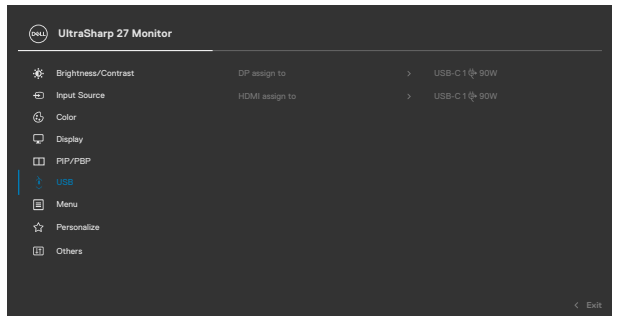 DELL UltraSharp 27 Monitor
Brightness/Contrast DP assign to > USB-C 1 90W
Input Source HDMI assign to > USB-C 1 90W
Color
Display
PIP/PBP
USB
Menu
Personalize
Others
< Exit